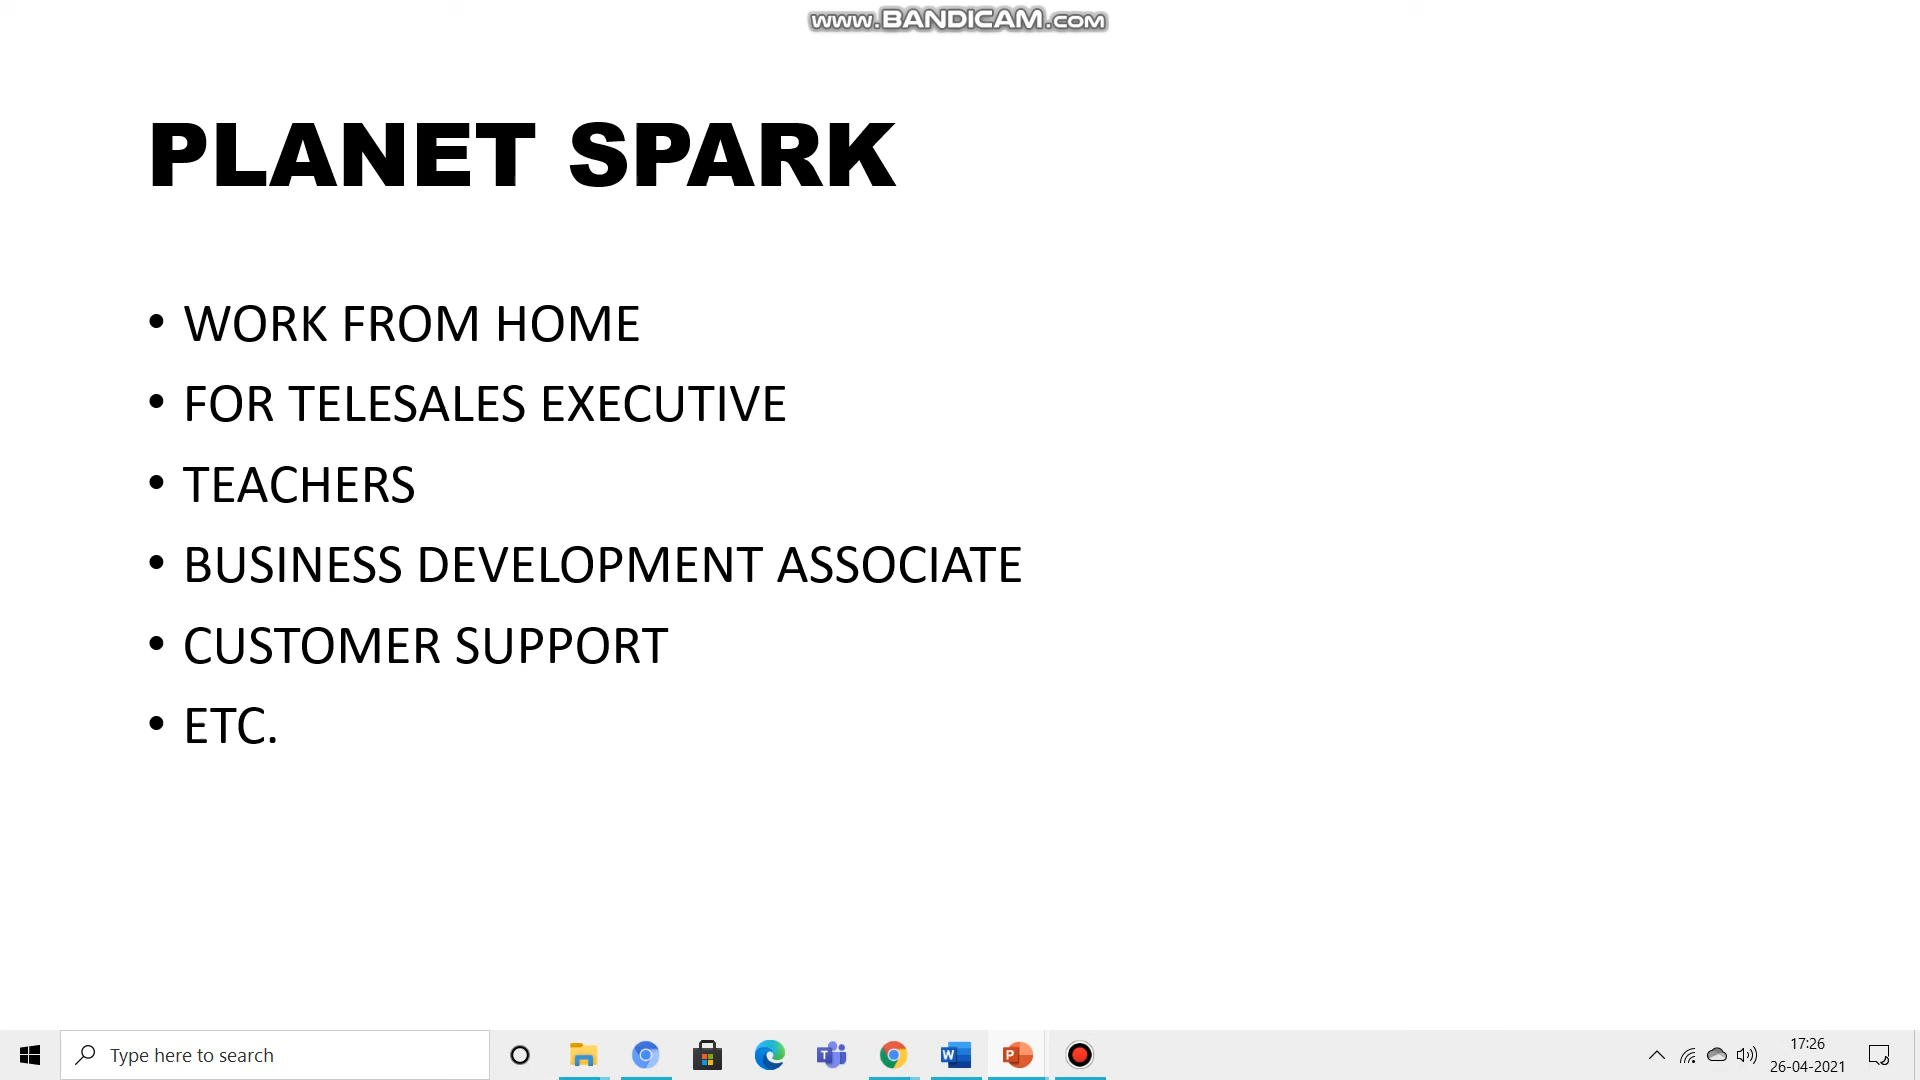 www.BANDICAM.com
PLANET SPARK
• WORK FROM HOME
• FOR TELESALES EXECUTIVE
• TEACHERS
• BUSINESS DEVELOPMENT ASSOCIATE
• CUSTOMER SUPPORT
• ETC.
Type here to search
17:26
26-04-2021